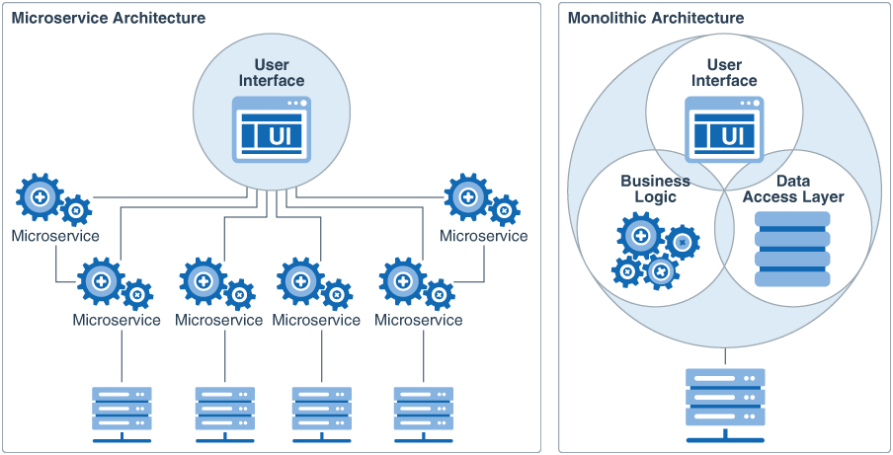 Microservice Architecture
User
Interface
UI
Microservice
Microservice
Microservice
Microservice
Microservice
Microservice
Monolithic Architecture
User
Interface
UI
Business
Logic
Data
Access Layer